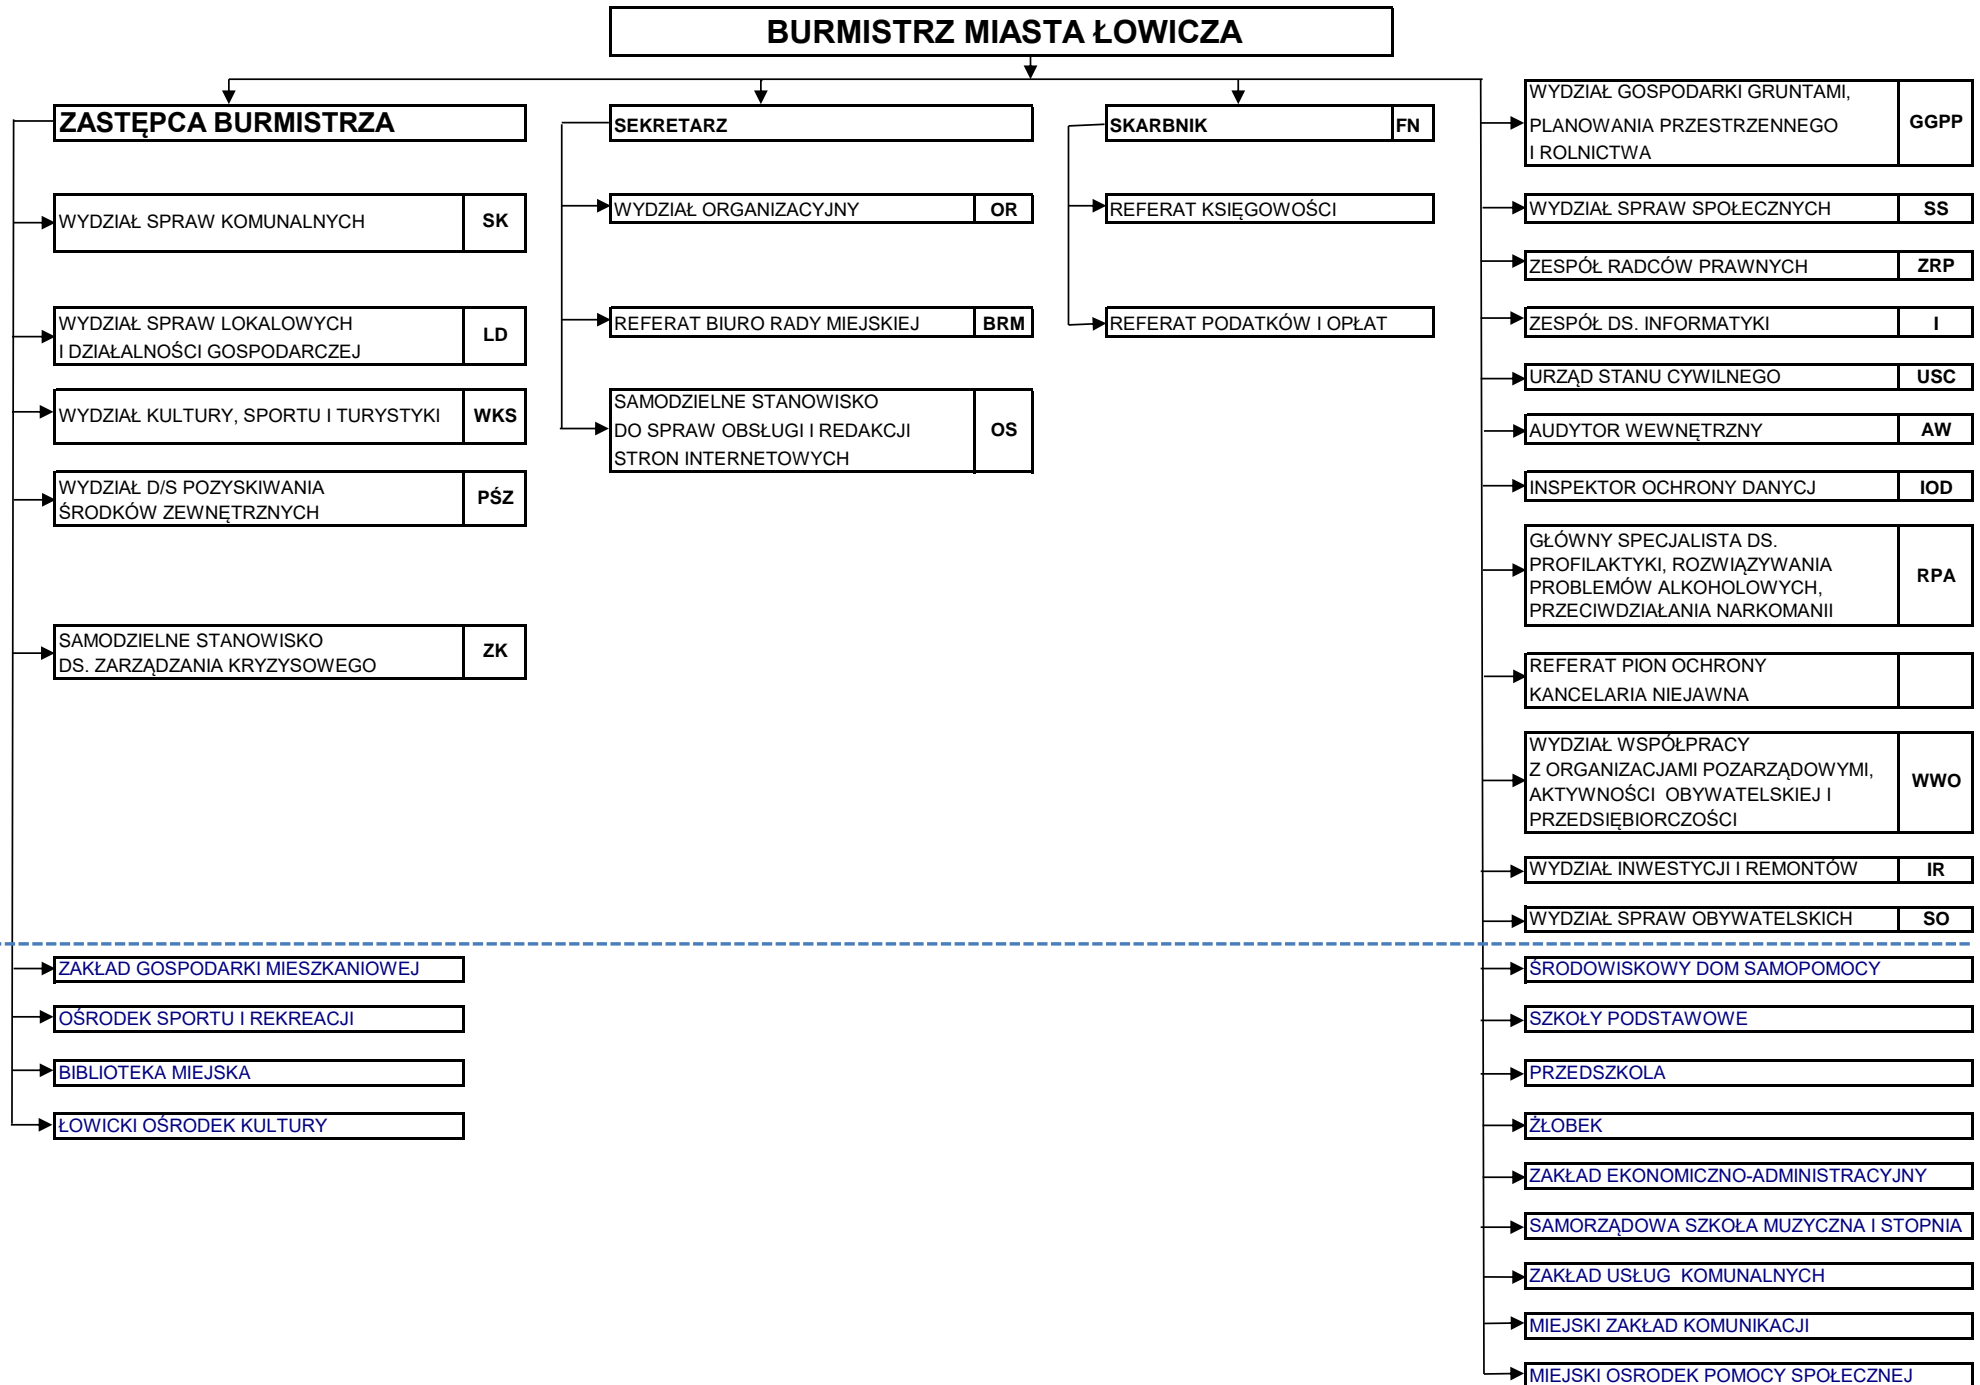 BURMISTRZ MIASTA ŁOWICZA
ZASTĘPCA BURMISTRZA
WYDZIAŁ SPRAW KOMUNALNYCH
SK
WYDZIAŁ SPRAW LOKALOWYCH
I DZIAŁALNOŚCI GOSPODARCZEJ
LD
WYDZIAŁ KULTURY, SPORTU I TURYSTYKI
WKS
WYDZIAŁ D/S POZYSKIWANIA
ŚRODKÓW ZEWNĘTRZNYCH
PŚZ
SAMODZIELNE STANOWISKO
DS. ZARZĄDZANIA KRYZYSOWEGO
ZK
ZAKŁAD GOSPODARKI MIESZKANIOWEJ
OŚRODEK SPORTU I REKREACJI
BIBLIOTEKA MIEJSKA
ŁOWICKI OŚRODEK KULTURY
SEKRETARZ
WYDZIAŁ ORGANIZACYJNY
OR
REFERAT BIURO RADY MIEJSKIEJ
BRM
SAMODZIELNE STANOWISKO
DO SPRAW OBSŁUGI I REDAKCJI
STRON INTERNETOWYCH
OS
SKARBNIK
FN
REFERAT KSIĘGOWOŚCI
REFERAT PODATKÓW I OPŁAT
WYDZIAŁ GOSPODARKI GRUNTAMI,
PLANOWANIA PRZESTRZENNEGO
I ROLNICTWA
GGPP
WYDZIAŁ SPRAW SPOŁECZNYCH
SS
ZESPÓŁ RADCÓW PRAWNYCH
ZRP
ZESPÓŁ DS. INFORMATYKI
I
URZĄD STANU CYWILNEGO
USC
AUDYTOR WEWNĘTRZNY
AW
INSPEKTOR OCHRONY DANYCJ
IOD
GŁÓWNY SPECJALISTA DS.
PROFILAKTYKI, ROZWIĄZYWANIA
PROBLEMÓW ALKOHOLOWYCH,
PRZECIWDZIAŁANIA NARKOMANII
RPA
REFERAT PION OCHRONY
KANCELARIA NIEJAWNA
WYDZIAŁ WSPÓŁPRACY
Z ORGANIZACJAMI POZARZĄDOWYMI,
AKTYWNOŚCI OBYWATELSKIEJ I
PRZEDSIĘBIORCZOŚCI
WWO
WYDZIAŁ INWESTYCJI I REMONTÓW
IR
WYDZIAŁ SPRAW OBYWATELSKICH
SO
ŚRODOWISKOWY DOM SAMOPOMOCY
SZKOŁY PODSTAWOWE
PRZEDSZKOLA
ŻŁOBEK
ZAKŁAD EKONOMICZNO-ADMINISTRACYJNY
SAMORZĄDOWA SZKOŁA MUZYCZNA I STOPNIA
ZAKŁAD USŁUG KOMUNALNYCH
MIEJSKI ZAKŁAD KOMUNIKACJI
MIEJSKI OSRODEK POMOCY SPOŁECZNEJ